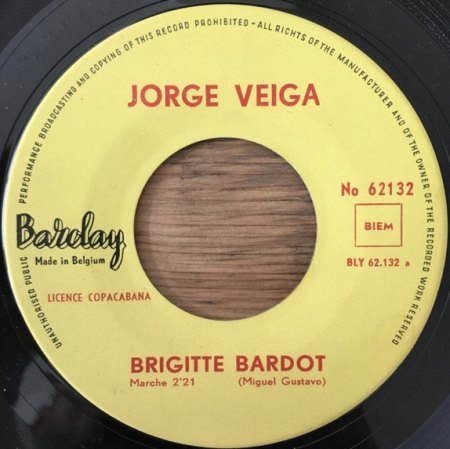 UNAUTHORISED PUBLIC PERFORMANCE BROADCASTING AND COPYING OF THIS RECORD PROHIBITED - ALL RIGHTS OF THE MANUFACTURER AND OF THE OWNER OF THE RECORDED WORK RESERVED
JORGE VEIGA
No 62132
BIEM
BLY 62.132 a
Barclay
Made in Belgium
LICENCE COPACABANA
BRIGITTE BARDOT
Marche 2'21 (Miguel Gustavo)